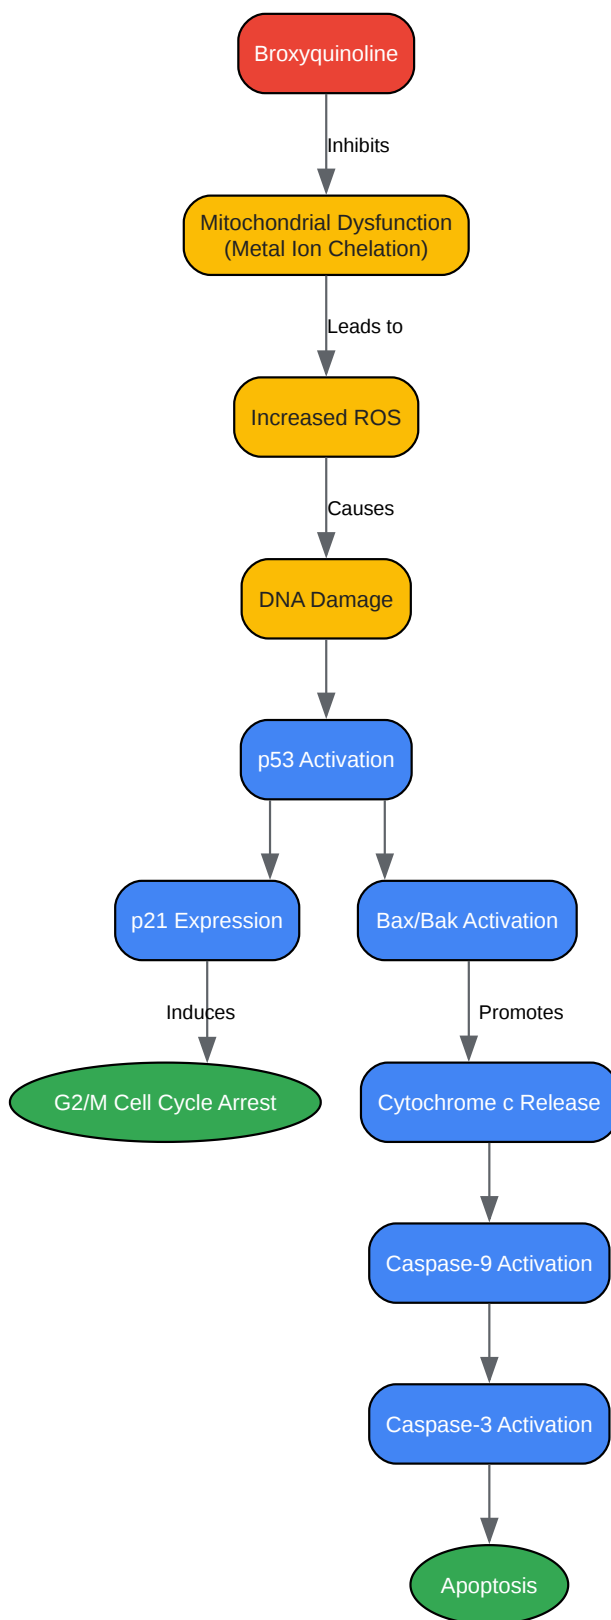 Broxyquinoline
Inhibits
Mitochondrial Dysfunction
(Metal Ion Chelation)
Leads to
Increased ROS
Causes
DNA Damage
p53 Activation
p21 Expression
Bax/Bak Activation
Induces
Promotes
G2/M Cell Cycle Arrest
Cytochrome c Release
Caspase-9 Activation
Caspase-3 Activation
Apoptosis